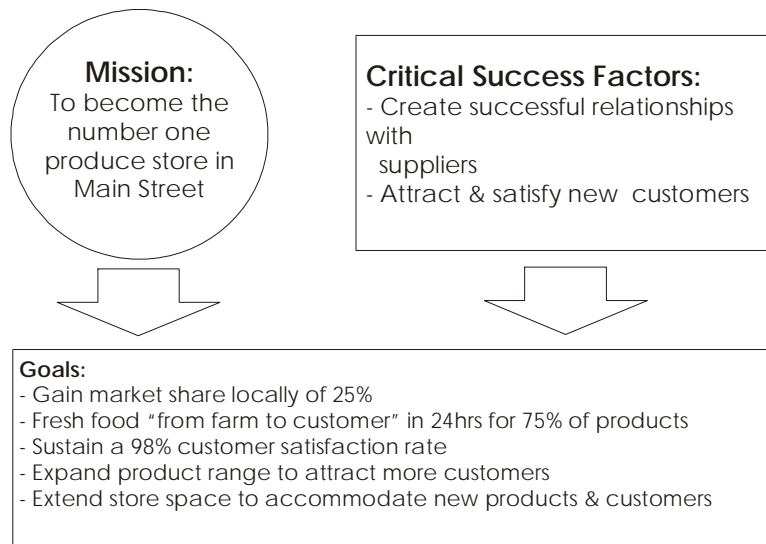 Mission:
To become the
number one
produce store in
Main Street
Critical Success Factors:
- Create successful relationships
with
suppliers
- Attract & satisfy new customers
Goals:
- Gain market share locally of 25%
- Fresh food “from farm to customer” in 24hrs for 75% of products
- Sustain a 98% customer satisfaction rate
- Expand product range to attract more customers
- Extend store space to accommodate new products & customers